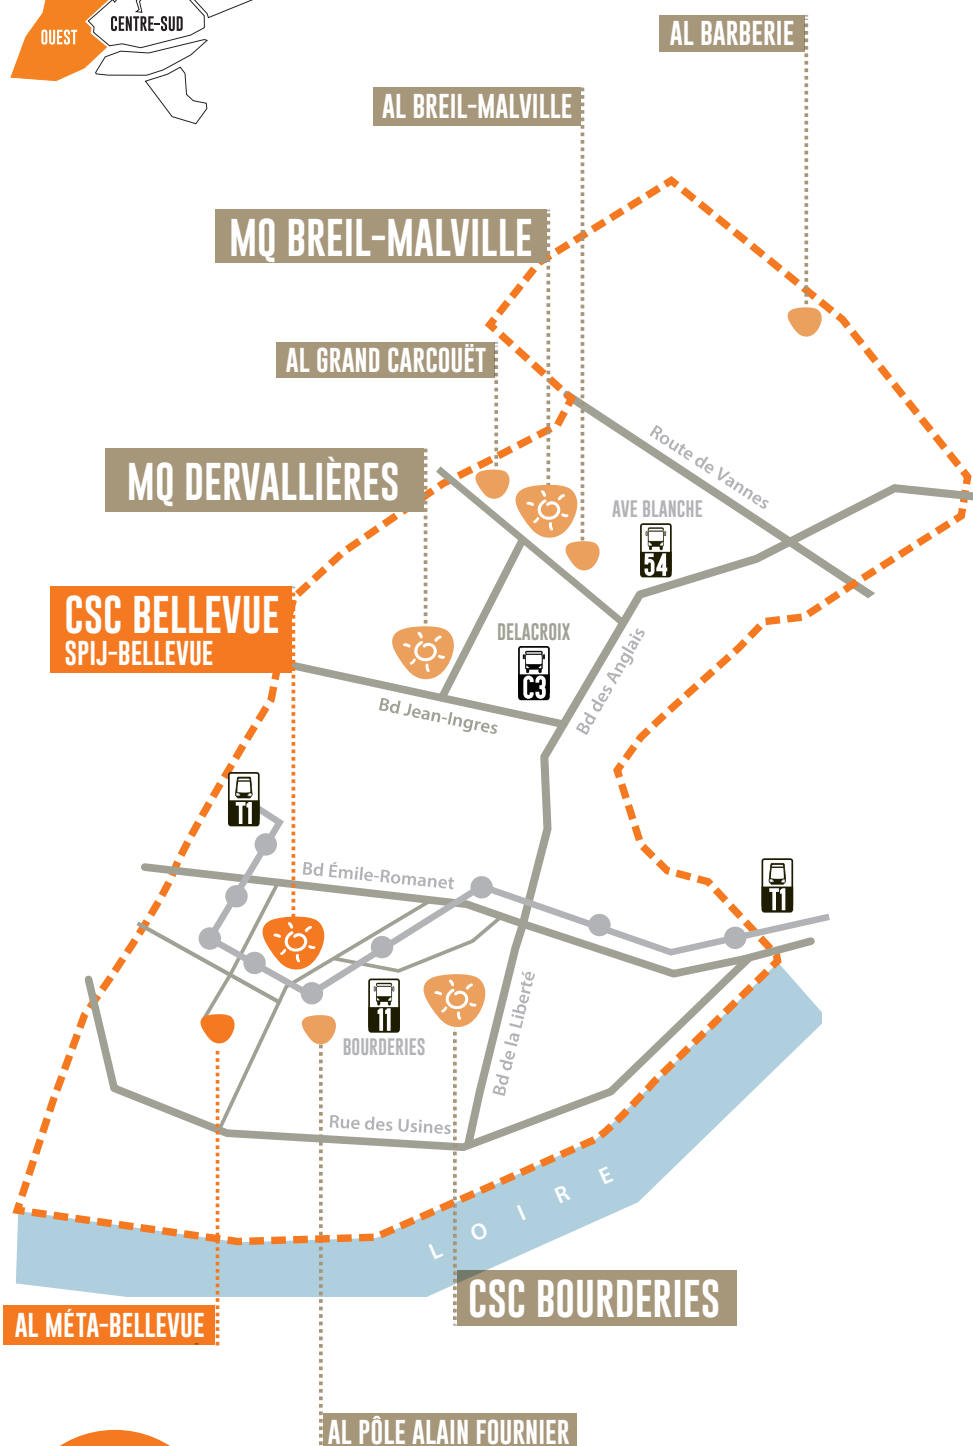 OUEST
CENTRE-SUD
AL BARBERIE
AL BREIL-MALVILLE
MQ BREIL-MALVILLE
AL GRAND CARCOUËT
Route de Vannes
MQ DERVALLIÈRES
AVE BLANCHE
54
CSC BELLEVUE
SPIJ-BELLEVUE
DELACROIX
C3
Bd des Anglais
Bd Jean-Ingres
T1
Bd Émile-Romanet
T1
11
BOURDERIES
Bd de la Liberté
Rue des Usines
LOIRE
CSC BOURDERIES
AL MÉTA-BELLEVUE
AL PÔLE ALAIN FOURNIER